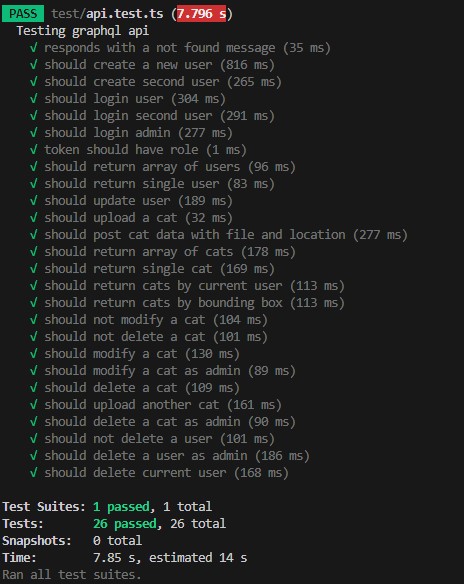 PASS test/api.test.ts (7.796 s)
Testing graphql api
√ responds with a not found message (35 ms)
√ should create a new user (816 ms)
√ should create second user (265 ms)
√ should login user (304 ms)
√ should login second user (291 ms)
√ should login admin (277 ms)
√ token should have role (1 ms)
√ should return array of users (96 ms)
√ should return single user (83 ms)
√ should update user (189 ms)
√ should upload a cat (32 ms)
√ should post cat data with file and location (277 ms)
√ should return array of cats (178 ms)
√ should return single cat (169 ms)
√ should return cats by current user (113 ms)
√ should return cats by bounding box (113 ms)
√ should not modify a cat (104 ms)
√ should not delete a cat (101 ms)
√ should modify a cat (130 ms)
√ should modify a cat as admin (89 ms)
√ should delete a cat (109 ms)
√ should upload another cat (161 ms)
√ should delete a cat as admin (90 ms)
√ should not delete a user (101 ms)
√ should delete a user as admin (186 ms)
√ should delete current user (168 ms)
Test Suites: 1 passed, 1 total
Tests: 26 passed, 26 total
Snapshots: 0 total
Time: 7.85 s, estimated 14 s
Ran all test suites.